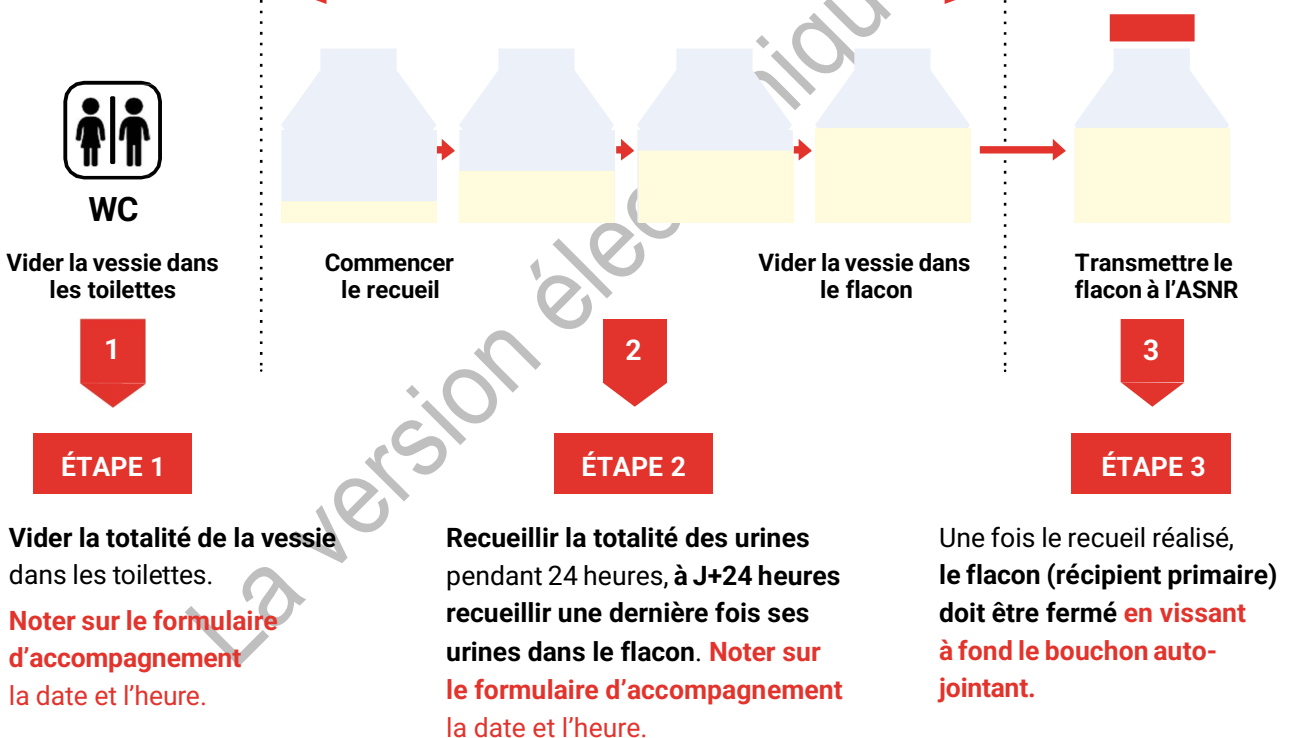 WC
Vider la vessie dans
les toilettes
Commencer
le recueil
Vider la vessie dans
le flacon
Transmettre le
flacon à l’ASNR
1
2
3
ÉTAPE 1
ÉTAPE 2
ÉTAPE 3
Vider la totalité de la vessie
dans les toilettes.
Noter sur le formulaire
d’accompagnement
la date et l’heure.
Recueillir la totalité des urines
pendant 24 heures, à J+24 heures
recueillir une dernière fois ses
urines dans le flacon. Noter sur
le formulaire d’accompagnement
la date et l’heure.
Une fois le recueil réalisé,
le flacon (récipient primaire)
doit être fermé en vissant
à fond le bouchon auto-
jointant.
La version